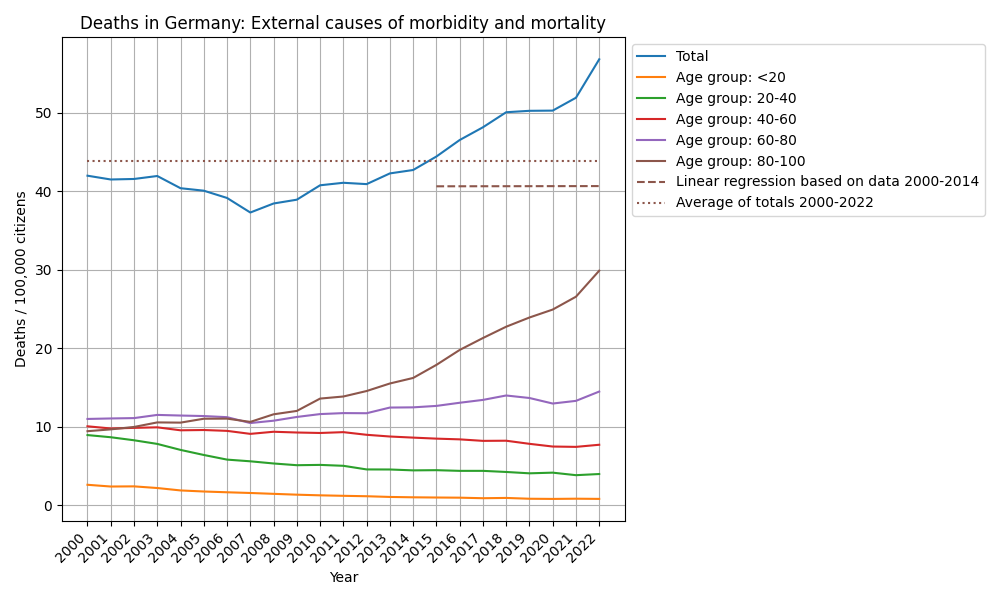 Deaths in Germany: External causes of morbidity and mortality
Total
Age group: <20
Age group: 20-40
Age group: 40-60
Age group: 60-80
Age group: 80-100
Linear regression based on data 2000-2014
Average of totals 2000-2022
Deaths / 100,000 citizens
50
40
30
20
10
0
2000
2001
2002
2003
2004
2005
2006
2007
2008
2009
2010
2011
2012
2013
2014
2015
2016
2017
2018
2019
2020
2021
2022
Year